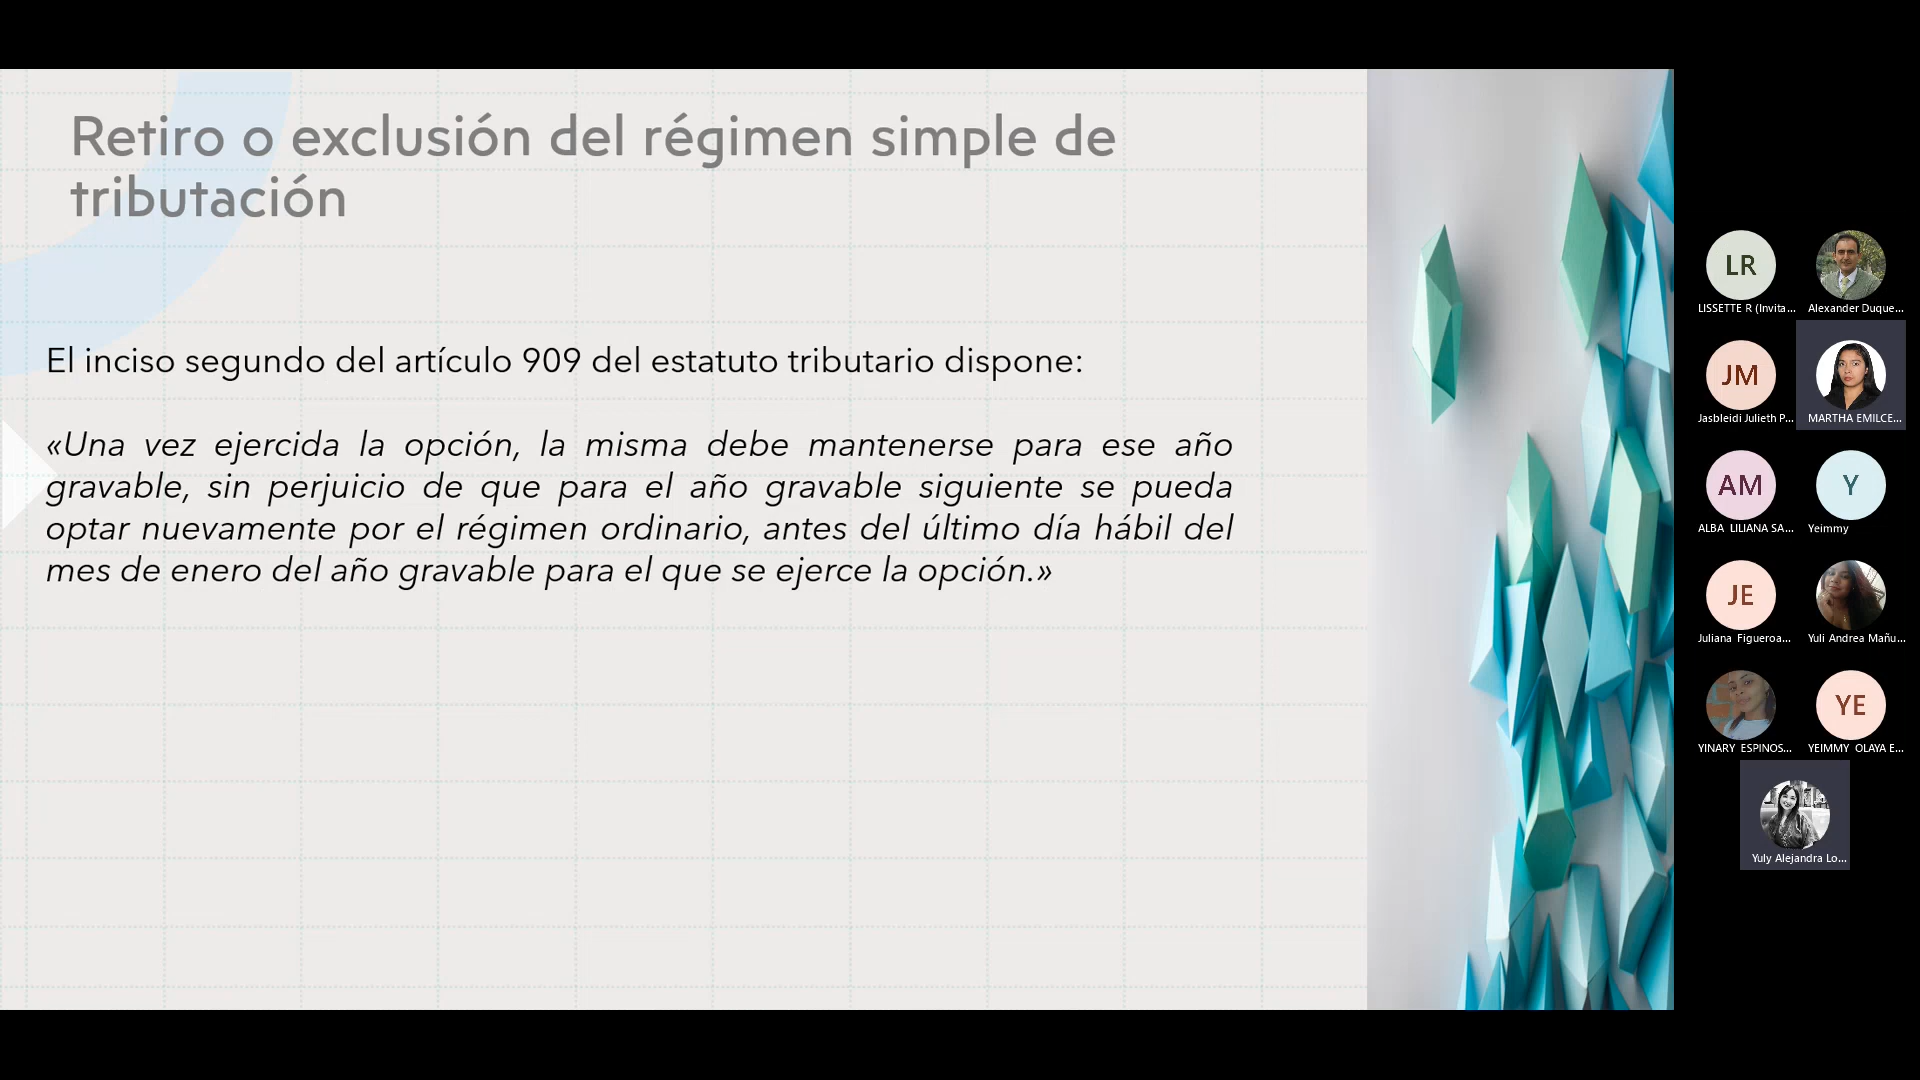 Retiro o exclusión del régimen simple de
tributación
El inciso segundo del artículo 909 del estatuto tributario dispone:
«Una vez ejercida la opción, la misma debe mantenerse para ese año
gravable, sin perjuicio de que para el año gravable siguiente se pueda
optar nuevamente por el régimen ordinario, antes del último día hábil del
mes de enero del año gravable para el que se ejerce la opción.»
LR
LISSETTE R (Invita...
Alexander Duque...
JM
Jasbleidi Julieth P...
MARTHA EMILCE...
AM
ALBA LILIANA SA...
Y
Yeimmy
JE
Juliana Figueroa...
Yuli Andrea Mañu...
YINARY ESPINOS...
YE
YEIMMY OLAYA E...
Yuly Alejandra Lo...